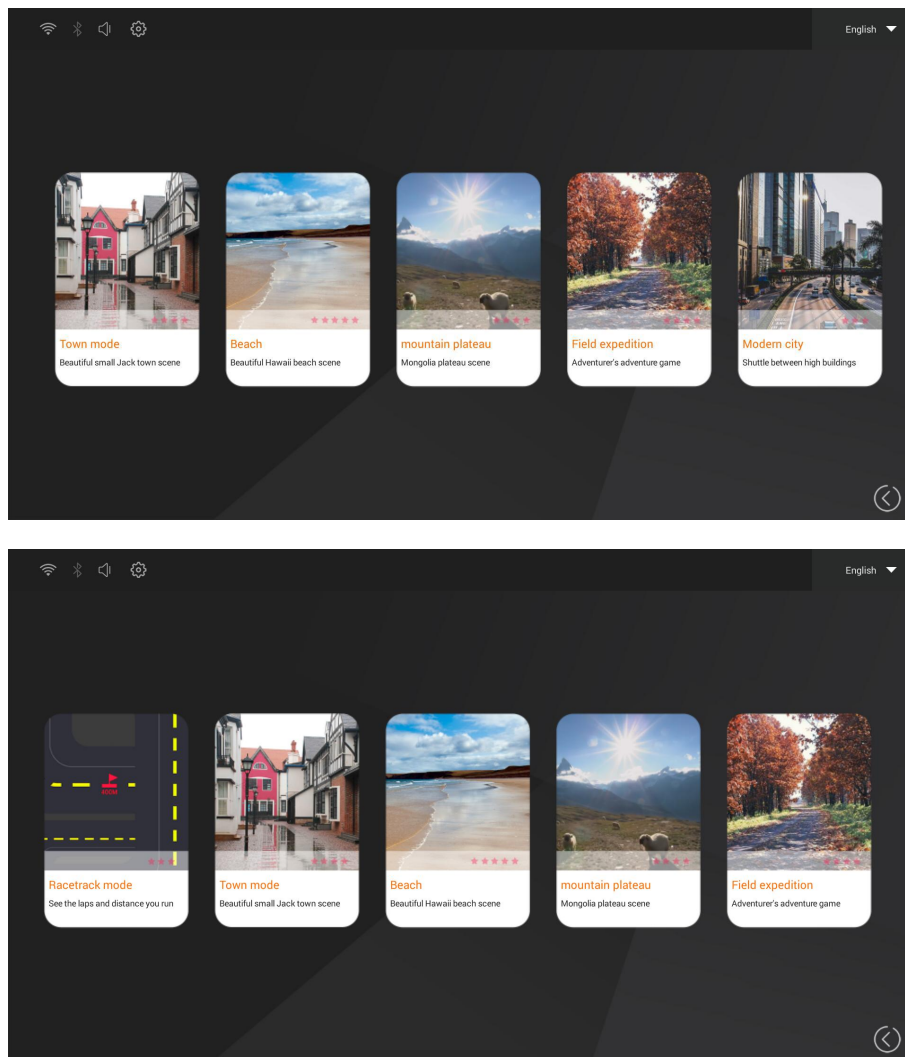 English
Town mode
Beautiful small Jack town scene
Beach
Beautiful Hawaii beach scene
mountain plateau
Mongolia plateau scene
Field expedition
Adventurer's adventure game
Modern city
Shuttle between high buildings
English
Racetrack mode
See the laps and distance you run
Town mode
Beautiful small Jack town scene
Beach
Beautiful Hawaii beach scene
mountain plateau
Mongolia plateau scene
Field expedition
Adventurer's adventure game